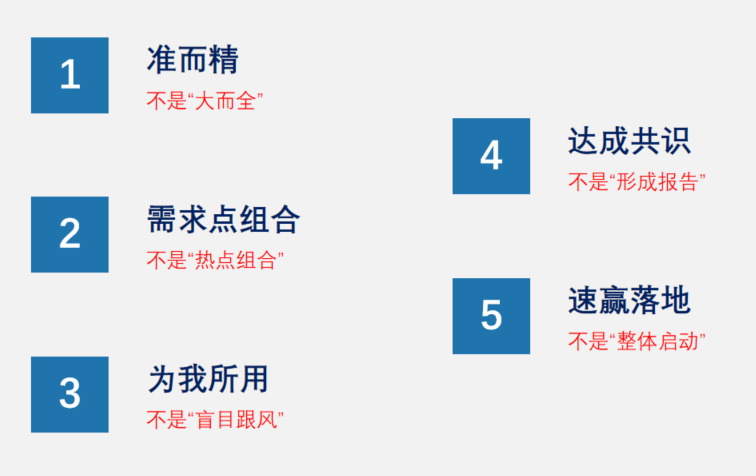 1
准而精
不是“大而全”
2
需求点组合
不是“热点组合”
3
为我所用
不是“盲目跟风”
4
达成共识
不是“形成报告”
5
速赢落地
不是“整体启动”